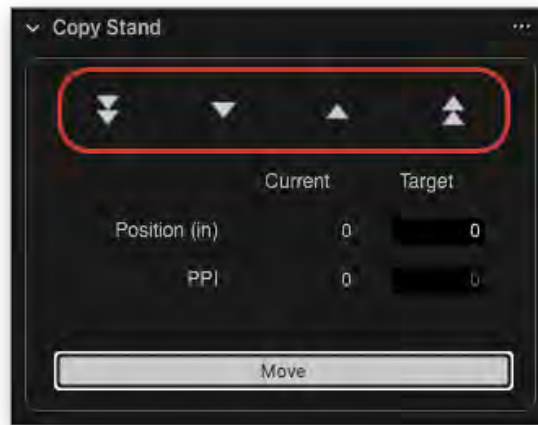 Copy Stand ...
Current Target
Position (in) 0 0
PPI 0 0
Move